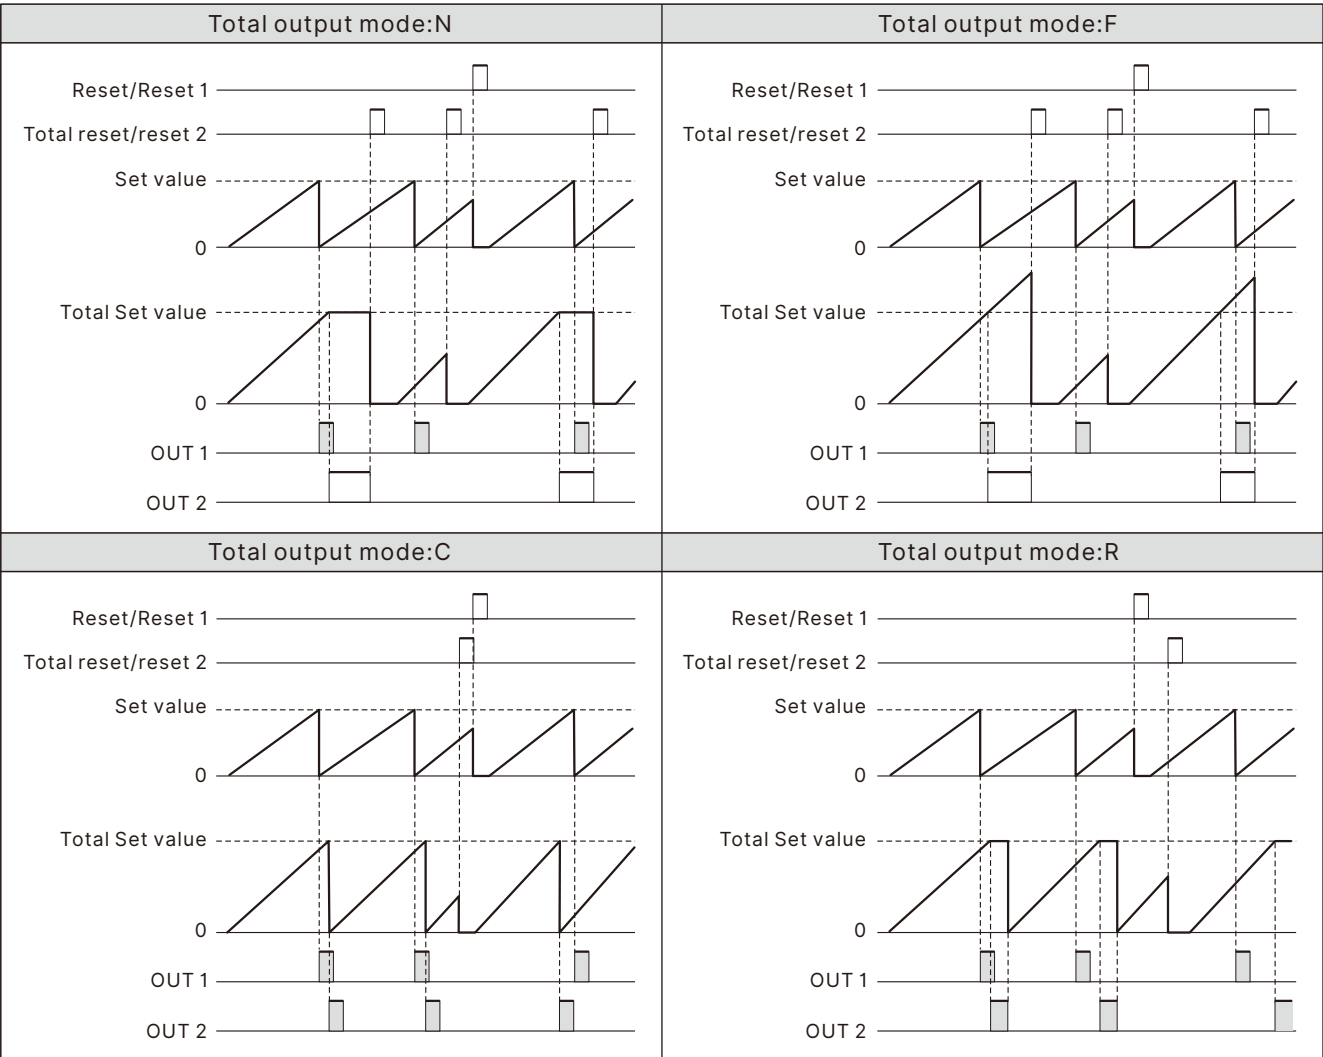 Total output mode:N
Reset/Reset 1
Total reset/reset 2
Set value
0
Total Set value
0
OUT 1
OUT 2
Total output mode:F
Reset/Reset 1
Total reset/reset 2
Set value
0
Total Set value
0
OUT 1
OUT 2
Total output mode:C
Reset/Reset 1
Total reset/reset 2
Set value
0
Total Set value
0
OUT 1
OUT 2
Total output mode:R
Reset/Reset 1
Total reset/reset 2
Set value
0
Total Set value
0
OUT 1
OUT 2